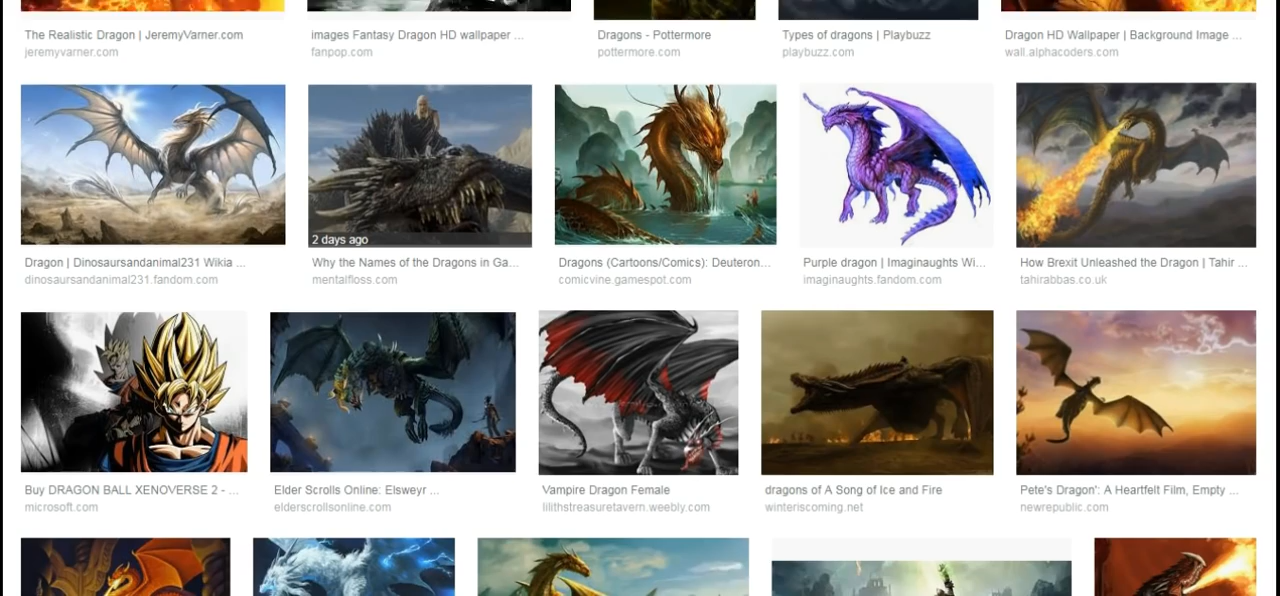 The Realistic Dragon | JeremyVarner.com
jeremyvarner.com
images Fantasy Dragon HD wallpaper ...
fanpop.com
Dragons - Pottermore
pottermore.com
Types of dragons | Playbuzz
playbuzz.com
Dragon HD Wallpaper | Background Image ...
wall.alphacoders.com
2 days ago
Dragon | Dinosaursandanimal231 Wikia ...
dinosaursandanimal231.fandom.com
Why the Names of the Dragons in Ga...
mentalfloss.com
Dragons (Cartoons/Comics): Deuteron...
comicvine.gamespot.com
Purple dragon | Imaginaughts Wi...
imaginaughts.fandom.com
How Brexit Unleashed the Dragon | Tahir ...
tahirabbas.co.uk
Buy DRAGON BALL XENOVERSE 2 - ...
microsoft.com
Elder Scrolls Online: Elsweyr ...
elderscrollsonline.com
Vampire Dragon Female
lilithstreasuretavern.weebly.com
dragons of A Song of Ice and Fire
winteriscoming.net
Pete's Dragon': A Heartfelt Film, Empty ...
newrepublic.com